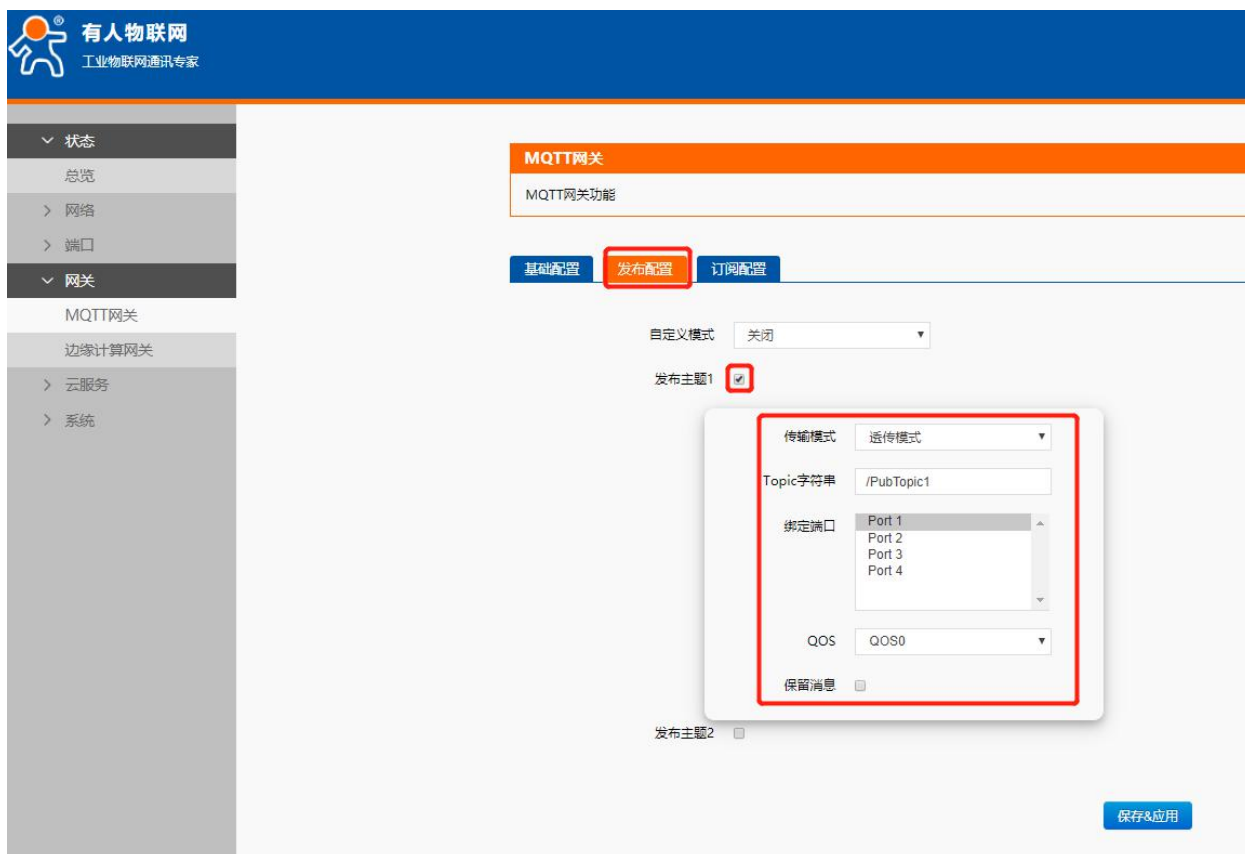 有人物联网
®
工业物联网通讯专家
状态
总览
网络
端口
网关
MQTT网关
边缘计算网关
云服务
系统
MQTT网关
MQTT网关功能
基础配置 发布配置 订阅配置
自定义模式 关闭
发布主题1
传输模式 透传模式
Topic字符串 /PubTopic1
绑定端口 Port 1
Port 2
Port 3
Port 4
QOS QOS0
保留消息
发布主题2
保存&应用